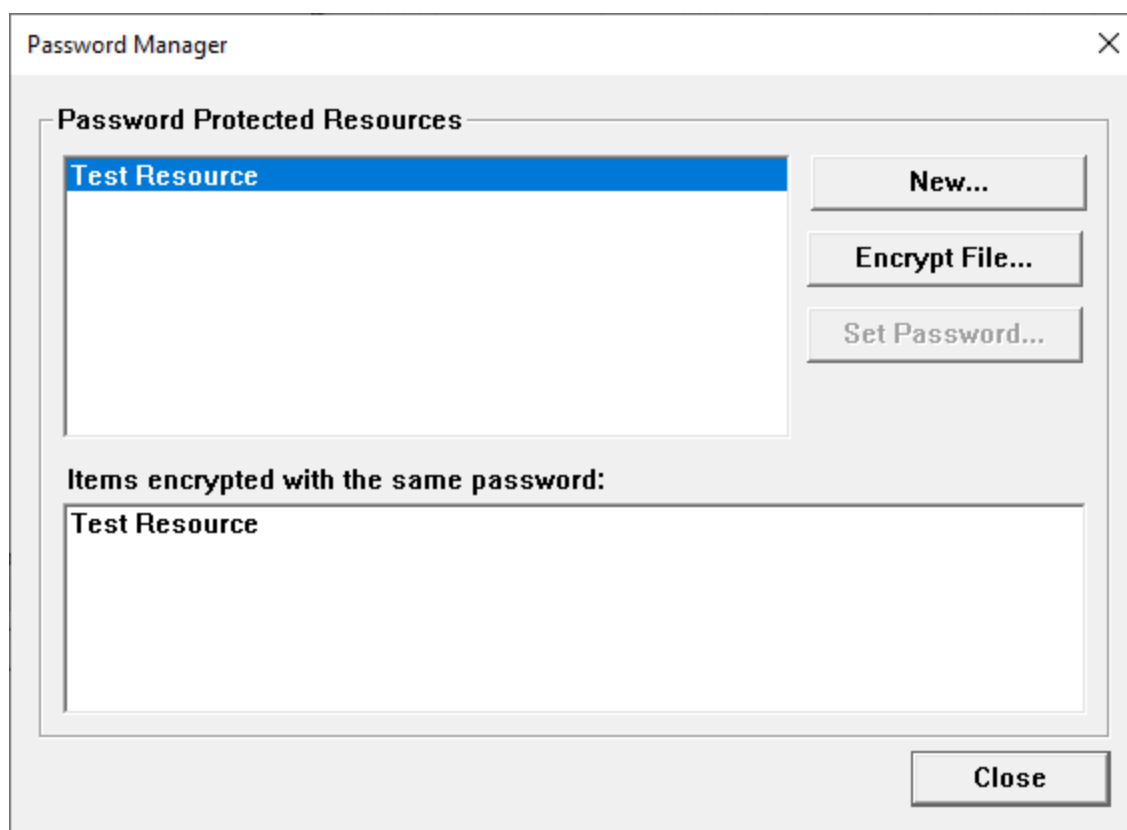 Password Manager
Password Protected Resources
Test Resource
New...
Encrypt File...
Set Password...
Items encrypted with the same password:
Test Resource
Close